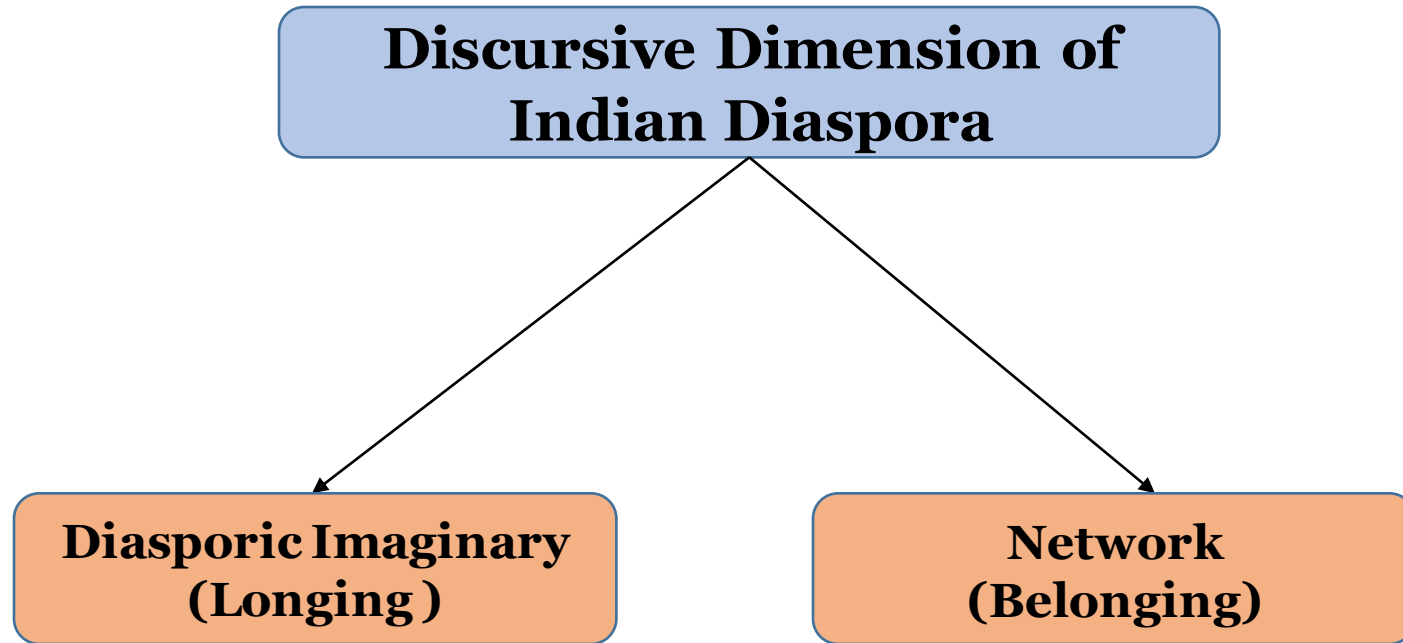 Discursive Dimension of
Indian Diaspora
Diasporic Imaginary
(Longing )
Network
(Belonging)